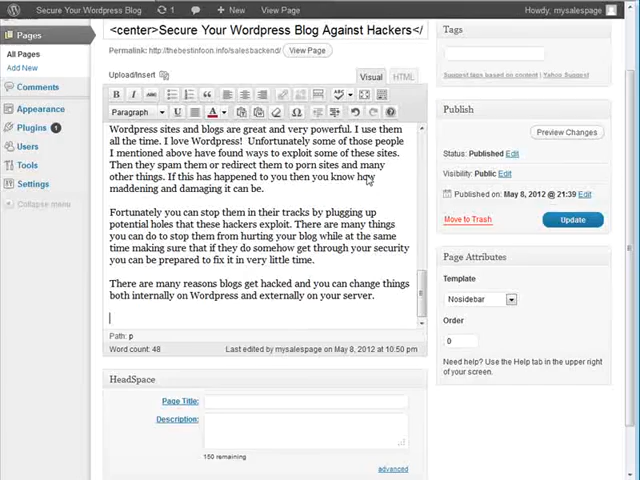 Secure Your Wordpress Blog
1
New
View Page
Howdy, mysalespage
Pages
All Pages
Add New
Comments
Appearance
Plugins 1
Users
Tools
Settings
Collapse menu
<center>Secure Your Wordpress Blog Against Hackers</
Permalink: http://thebestinfoon.info/salesbackend/ View Page
Upload/Insert
Visual
HTML
B I ABC
ABC
Paragraph U A
Wordpress sites and blogs are great and very powerful. I use them
all the time. I love WordPress! Unfortunately some of those people
I mentioned above have found ways to exploit some of these sites.
Then they spam them or redirect them to porn sites and many
other things. If this has happened to you then you know how
maddening and damaging it can be.
Fortunately you can stop them in their tracks by plugging up
potential holes that these hackers exploit. There are many things
you can do to stop them from hurting your blog while at the same
time making sure that if they do somehow get through your security
you can be prepared to fix it in very little time.
There are many reasons blogs get hacked and you can change things
both internally on Wordpress and externally on your server.
Path: p
Word count: 48
Last edited by mysalespage on May 8, 2012 at 10:50 pm
HeadSpace
Page Title:
Description:
150 remaining
advanced
Tags
Suggest tags based on content | Yahoo Suggest
Publish
Preview Changes
Status: Published Edit
Visibility: Public Edit
Published on: May 8, 2012 @ 21:39 Edit
Move to Trash
Update
Page Attributes
Template
Nosidebar
Order
0
Need help? Use the Help tab in the upper right
of your screen.